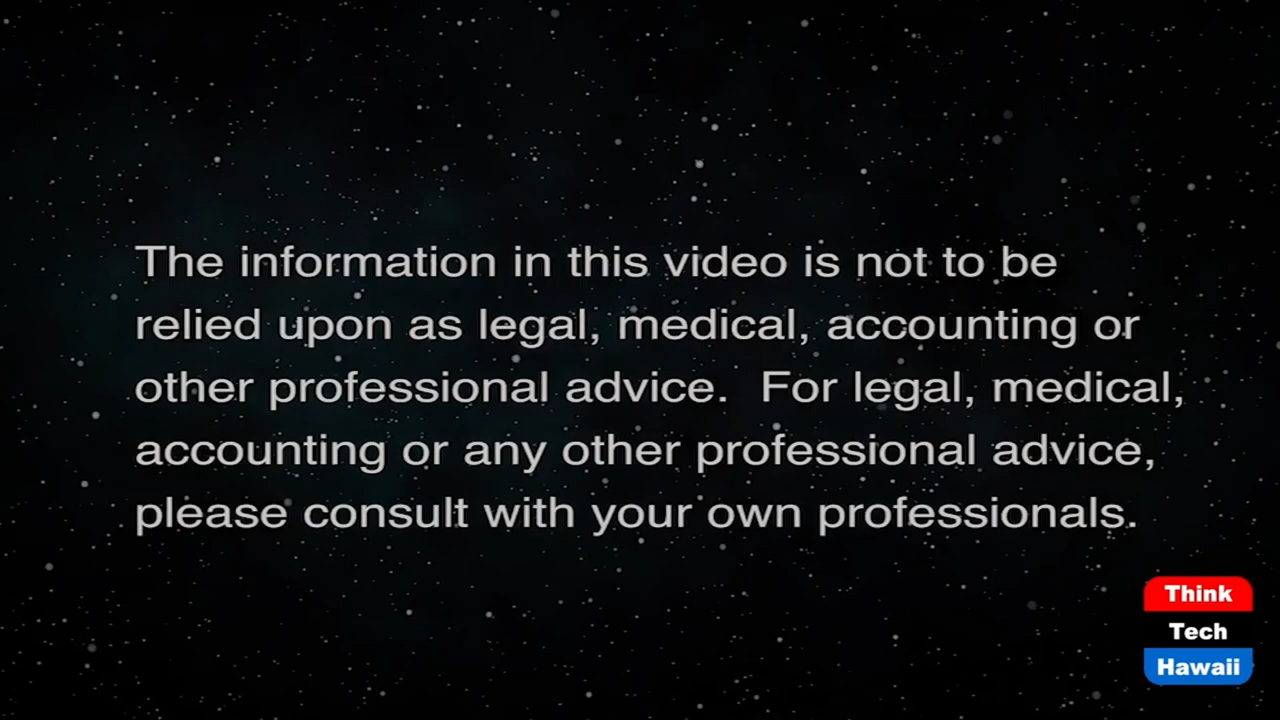 The information in this video is not to be
relied upon as legal, medical, accounting or
other professional advice.  For legal, medical,
accounting or any other professional advice,
please consult with your own professionals.
Think
Tech
Hawaii